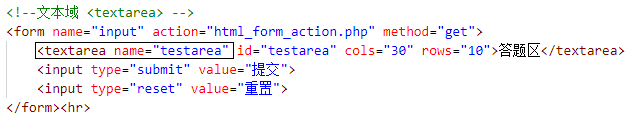 <!--文本域 <textarea> -->
<form name="input" action="html_form_action.php" method="get">
<textarea name="testarea" id="testarea" cols="30" rows="10">答题区</textarea>
<input type="submit" value="提交">
<input type="reset" value="重置">
</form><hr>